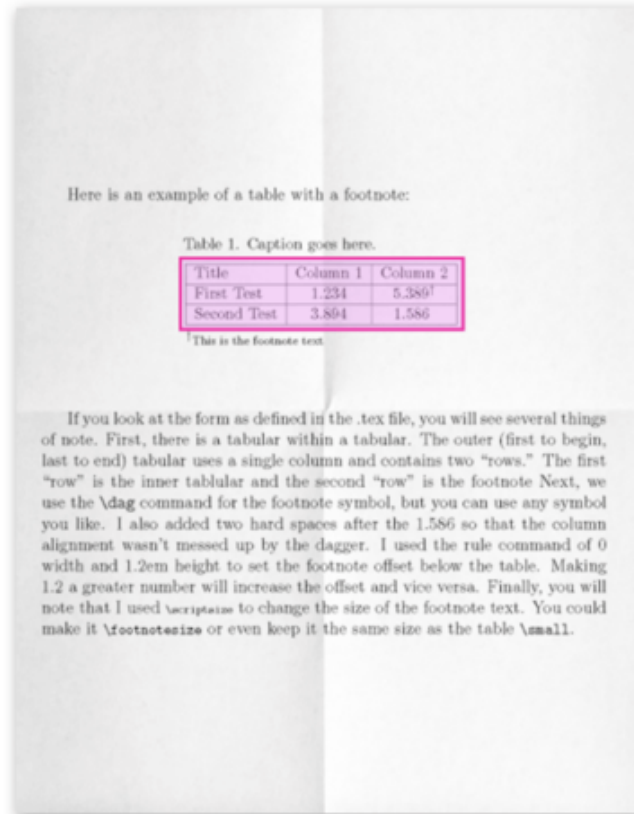 Here is an example of a table with a footnote:
Table 1. Caption goes here.
Title Column 1 Column 2
First Test 1.234 5.389†
Second Test 3.894 1.586
†This is the footnote text
If you look at the form as defined in the .tex file, you will see several things
of note. First, there is a tabular within a tabular. The outer (first to begin,
last to end) tabular uses a single column and contains two “rows.” The first
“row” is the inner tablular and the second “row” is the footnote Next, we
use the \dag command for the footnote symbol, but you can use any symbol
you like. I also added two hard spaces after the 1.586 so that the column
alignment wasn’t messed up by the dagger. I used the rule command of 0
width and 1.2em height to set the footnote offset below the table. Making
1.2 a greater number will increase the offset and vice versa. Finally, you will
note that I used \scriptsize to change the size of the footnote text. You could
make it \footnotesize or even keep it the same size as the table \small.